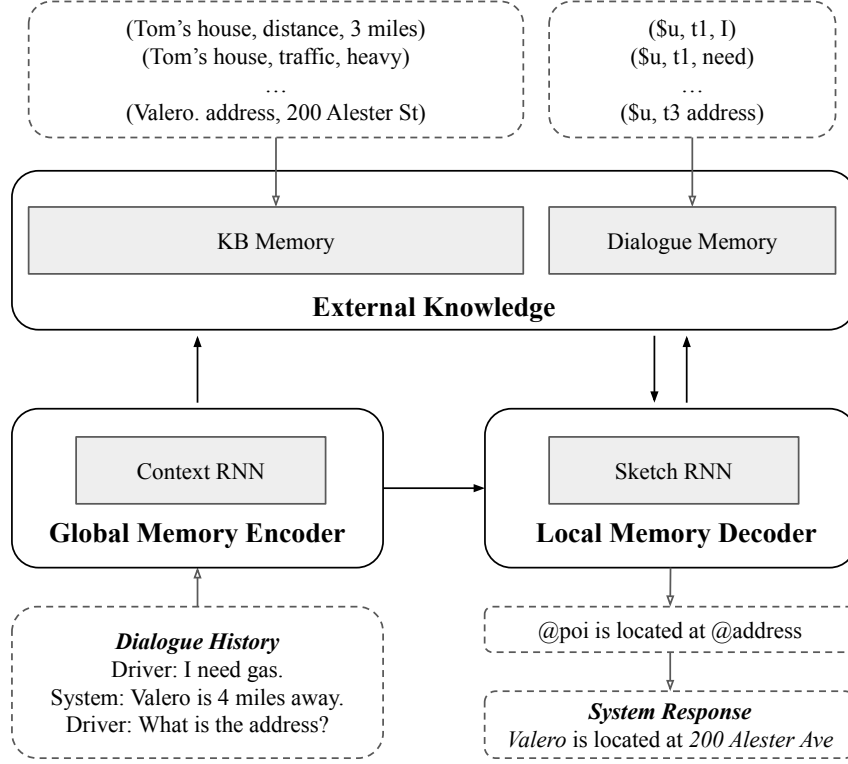 (Tom's house, distance, 3 miles)
(Tom's house, traffic, heavy)
…
(Valero. address, 200 Alester St)
($u, t1, I)
($u, t1, need)
…
($u, t3 address)
KB Memory
Dialogue Memory
External Knowledge
Context RNN
Global Memory Encoder
Sketch RNN
Local Memory Decoder
Dialogue History
Driver: I need gas.
System: Valero is 4 miles away.
Driver: What is the address?
@poi is located at @address
System Response
Valero is located at 200 Alester Ave